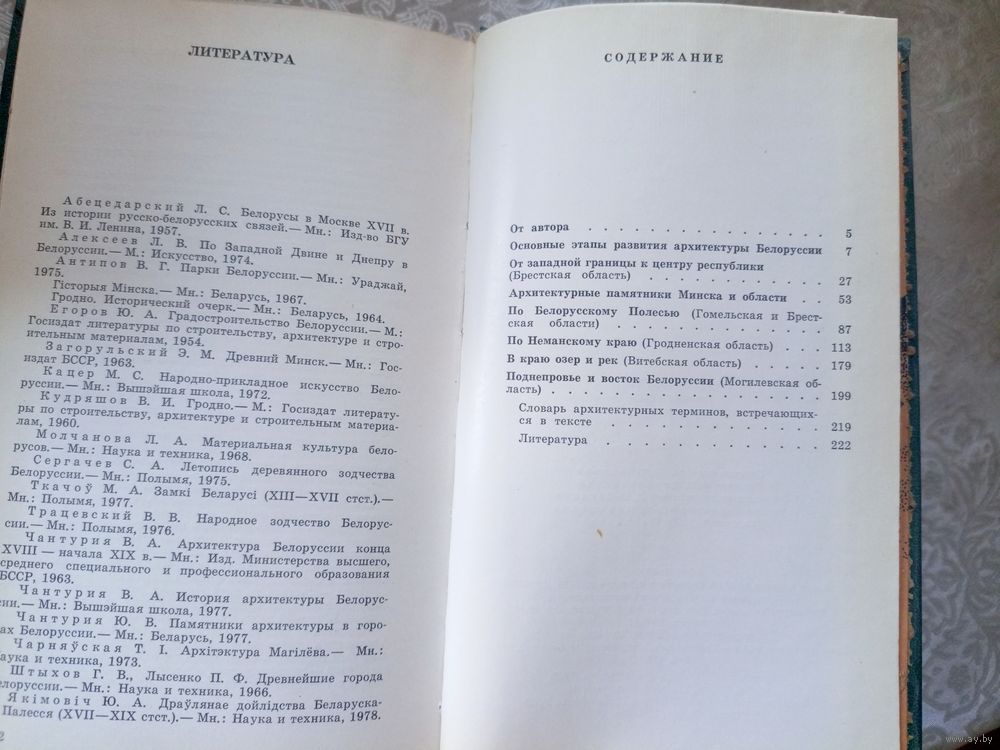 ЛИТЕРАТУРА
Абецедарский Л. С. Белорусы в Москве XVII в.
Из истории русско-белорусских связей.— Мн.: Изд-во БГУ
им. В. И. Ленина, 1957.
Алексеев Л. В. По Западной Двине и Днепру в
Белоруссии.— М.: Искусство, 1974.
Антипов В. Г. Парки Белоруссии.— Мн.: Ураджай,
1975.
Гісторыя Мінска.— Мн.: Беларусь, 1967.
Гродно. Исторический очерк.— Мн.: Беларусь, 1964.
Егоров Ю. А. Градостроительство Белоруссии.— М.:
Госиздат литературы по строительству, архитектуре и стро-
ительным материалам, 1954.
Загорульский Э. М. Древний Минск.— Мн.: Гос-
издат БССР, 1963.
Кацер М. С. Народно-прикладное искусство Бело-
руссии.— Мн.: Вышэйшая школа, 1972.
Кудряшов В. И. Гродно.— М.: Госиздат литерату-
ры по строительству, архитектуре и строительным материа-
лам, 1960.
Молчанова Л. А. Материальная культура бело-
русов.— Мн.: Наука и техника, 1968.
Сергачев С. А. Летопись деревянного зодчества
Белоруссии.— Мн.: Полымя, 1975.
Ткачоў М. А. Замкі Беларусі (XIII—XVII стст.).—
Мн.: Полымя, 1977.
Трацевский В. В. Народное зодчество Белорус-
сии.— Мн.: Полымя, 1976.
Чантурия В. А. Архитектура Белоруссии конца
XVIII — начала XIX в.— Мн.: Изд. Министерства высшего,
среднего специального и профессионального образования
БССР, 1963.
Чантурия В. А. История архитектуры Белорус-
сии.— Мн.: Вышэйшая школа, 1977.
Чантурия Ю. В. Памятники архитектуры в горо-
ах Белоруссии.— Мн.: Беларусь, 1977.
Чарняўская Т. І. Архітэктура Магілёва.— Мн.:
аука и техника, 1973.
Штыхов Г. В., Лысенко П. Ф. Древнейшие города
елоруссии.— Мн.: Наука и техника, 1966.
Якімовіч Ю. А. Драўлянае дойлідства Беларуска-
Палесся (XVII—XIX стст.).— Мн.: Наука и техника, 1978.
2
СОДЕРЖАНИЕ
От автора . . . . . . . . . . . . . . 5
Основные этапы развития архитектуры Белоруссии 7
От западной границы к центру республики
(Брестская область) . . . . . . . . . . 27
Архитектурные памятники Минска и области . . 53
По Белорусскому Полесью (Гомельская и Брест-
ская области) . . . . . . . . . . . . 87
По Неманскому краю (Гродненская область) . . . 113
В краю озер и рек (Витебская область) . . . . . 179
Поднепровье и восток Белоруссии (Могилевская об-
ласть) . . . . . . . . . . . . . . . 199
Словарь архитектурных терминов, встречающих-
ся в тексте . . . . . . . . . . . . 219
Литература . . . . . . . . . . . . 222
www.ay.by